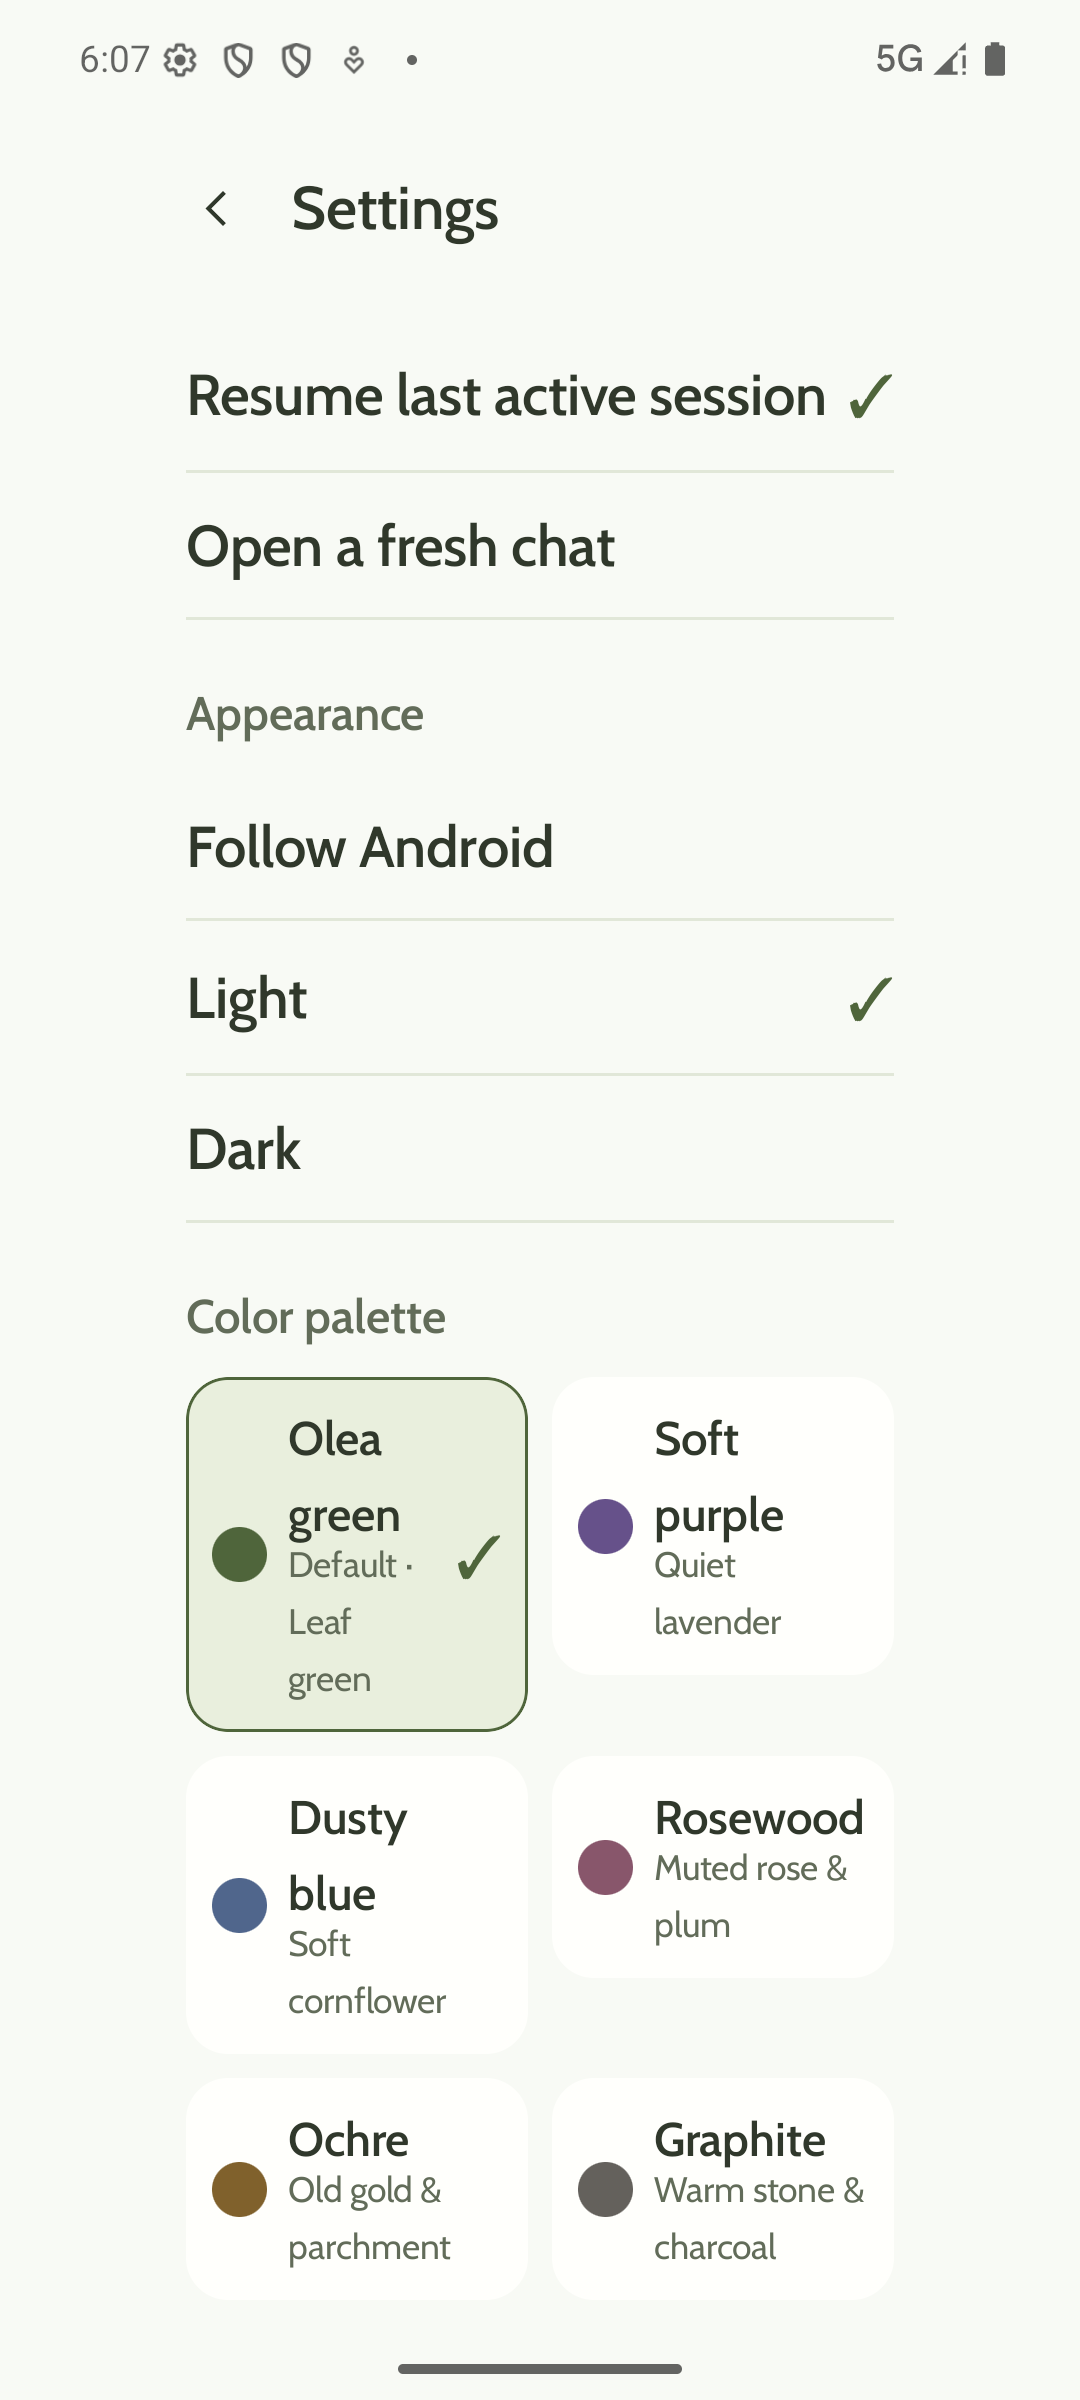 6:07
5G
Settings
Resume last active session ✓
Open a fresh chat
Appearance
Follow Android
Light ✓
Dark
Color palette
Olea
green
Default ·
Leaf
green
✓
Soft
purple
Quiet
lavender
Dusty
blue
Soft
cornflower
Rosewood
Muted rose &
plum
Ochre
Old gold &
parchment
Graphite
Warm stone &
charcoal